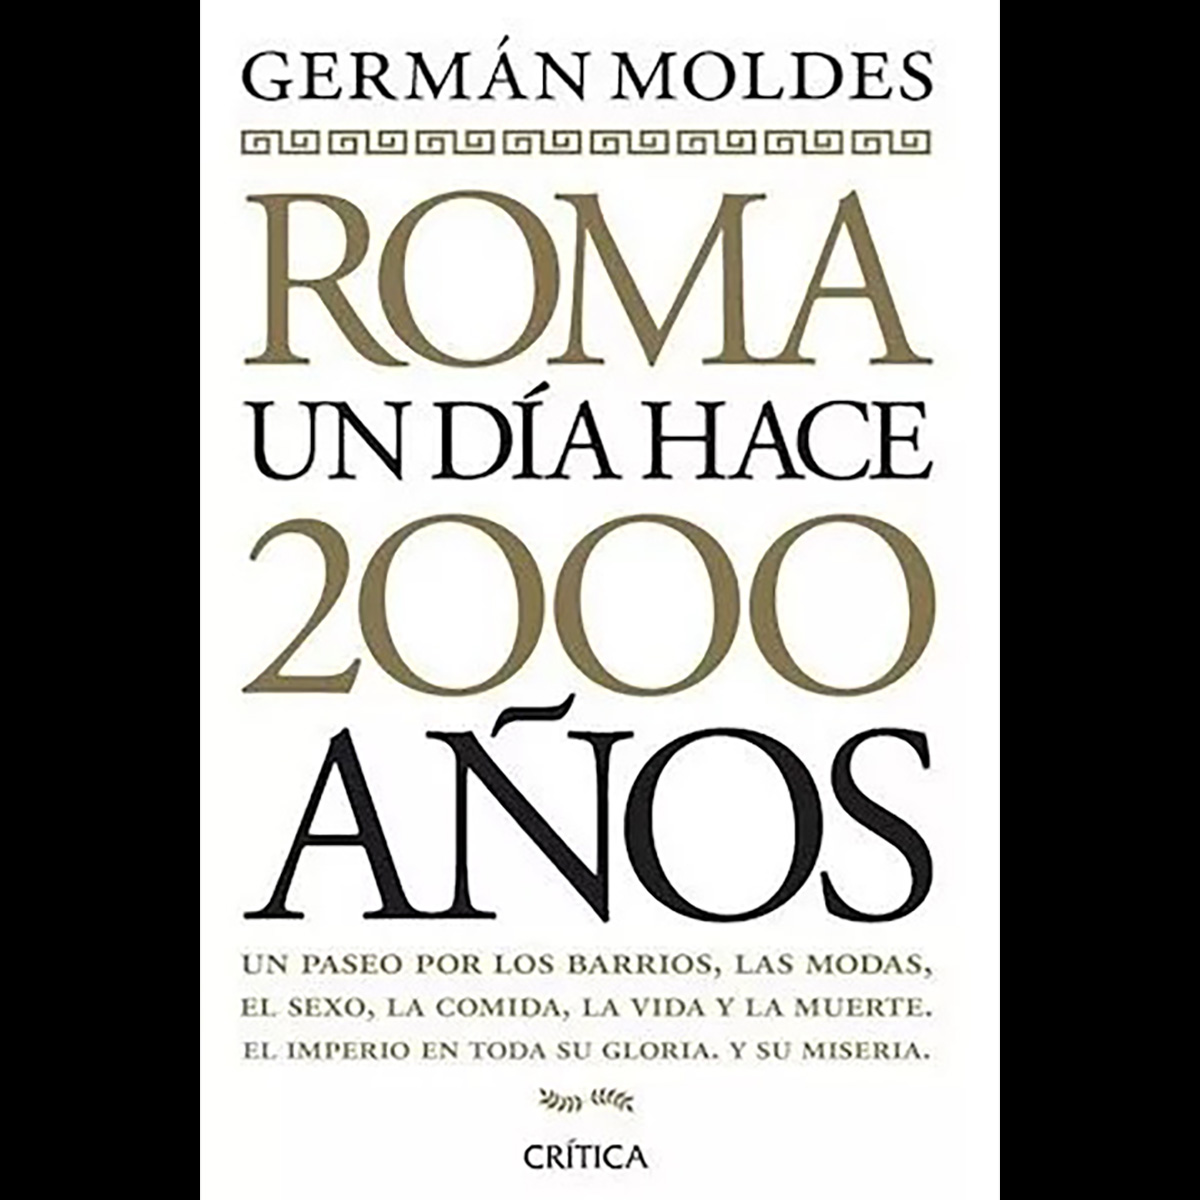 GERMÁN MOLDES
ROMA
UN DÍA HACE
2000
AÑOS
UN PASEO POR LOS BARRIOS, LAS MODAS,
EL SEXO, LA COMIDA, LA VIDA Y LA MUERTE.
EL IMPERIO EN TODA SU GLORIA. Y SU MISERIA.
CRÍTICA